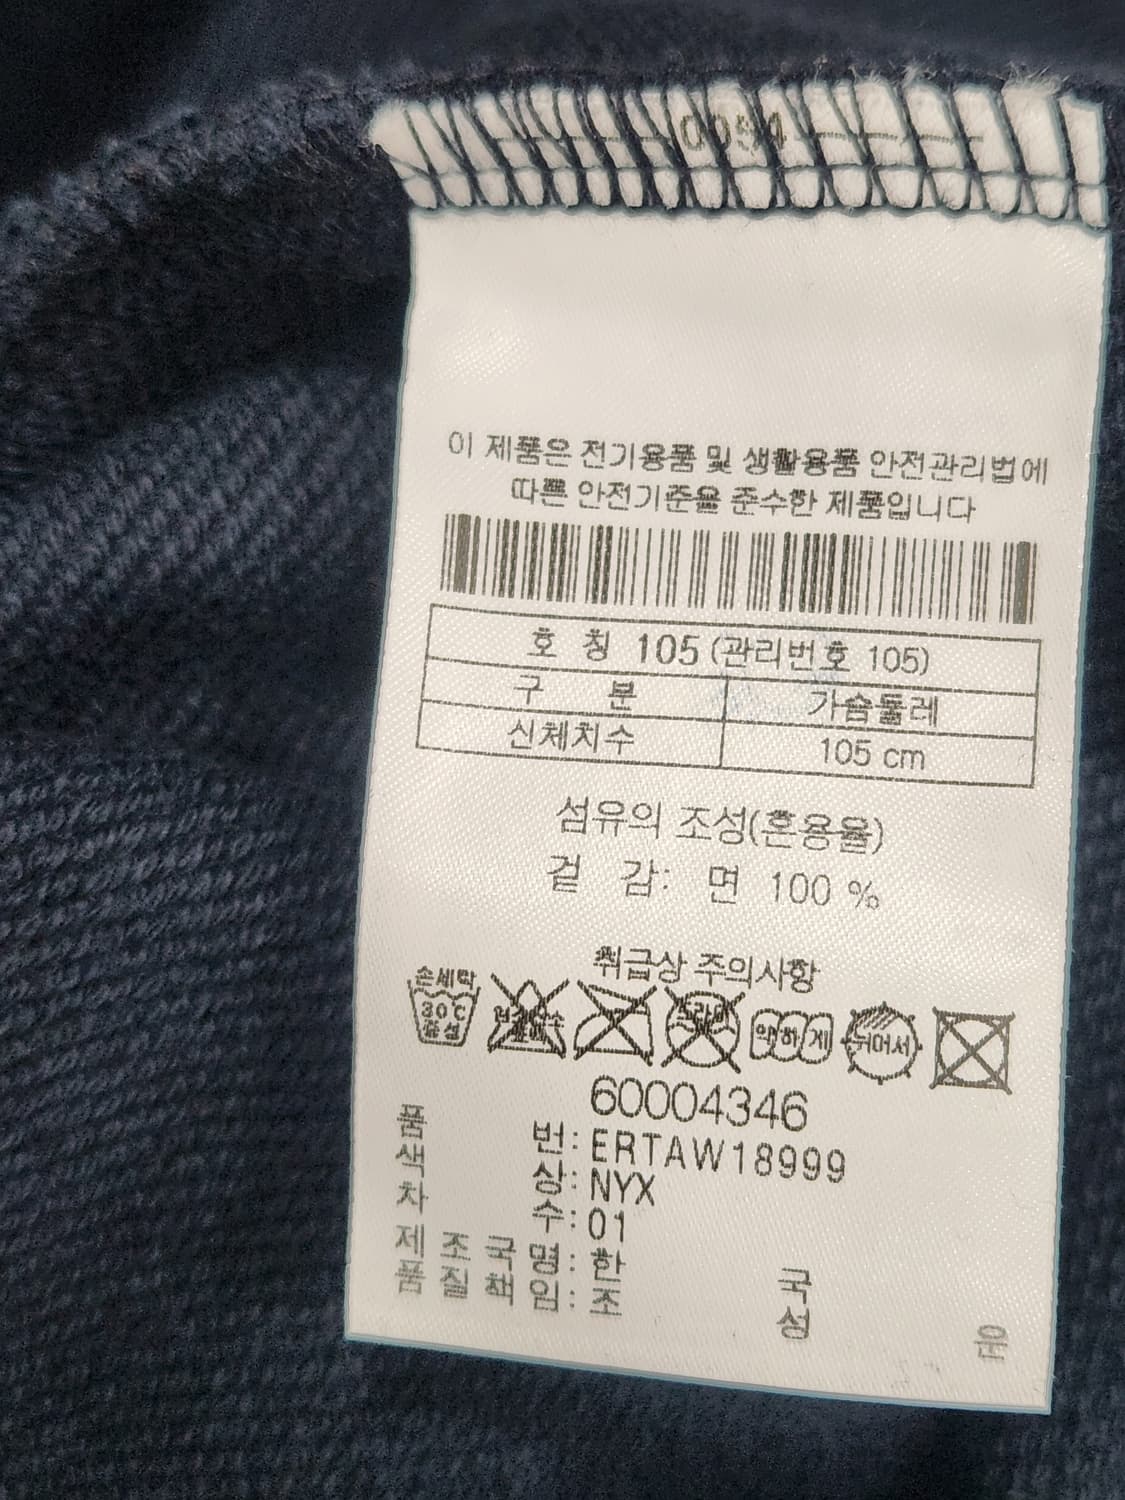 0094
이 제품은 전기용품 및 생활용품 안전관리법에
따른 안전기준을 준수한 제품입니다
호 칭 105 (관리번호 105)
구 분 가슴둘레
신체치수 105 cm
섬유의 조성(혼용율)
겉 감: 면 100 %
취급상 주의사항
손세탁
30℃
중성
드라이
약하게
뉘어서
60004346
품 번: ERTAW18999
색 상: NYX
차 수: 01
제 조 국 명: 한 국
품 질 책 임: 조 성 운